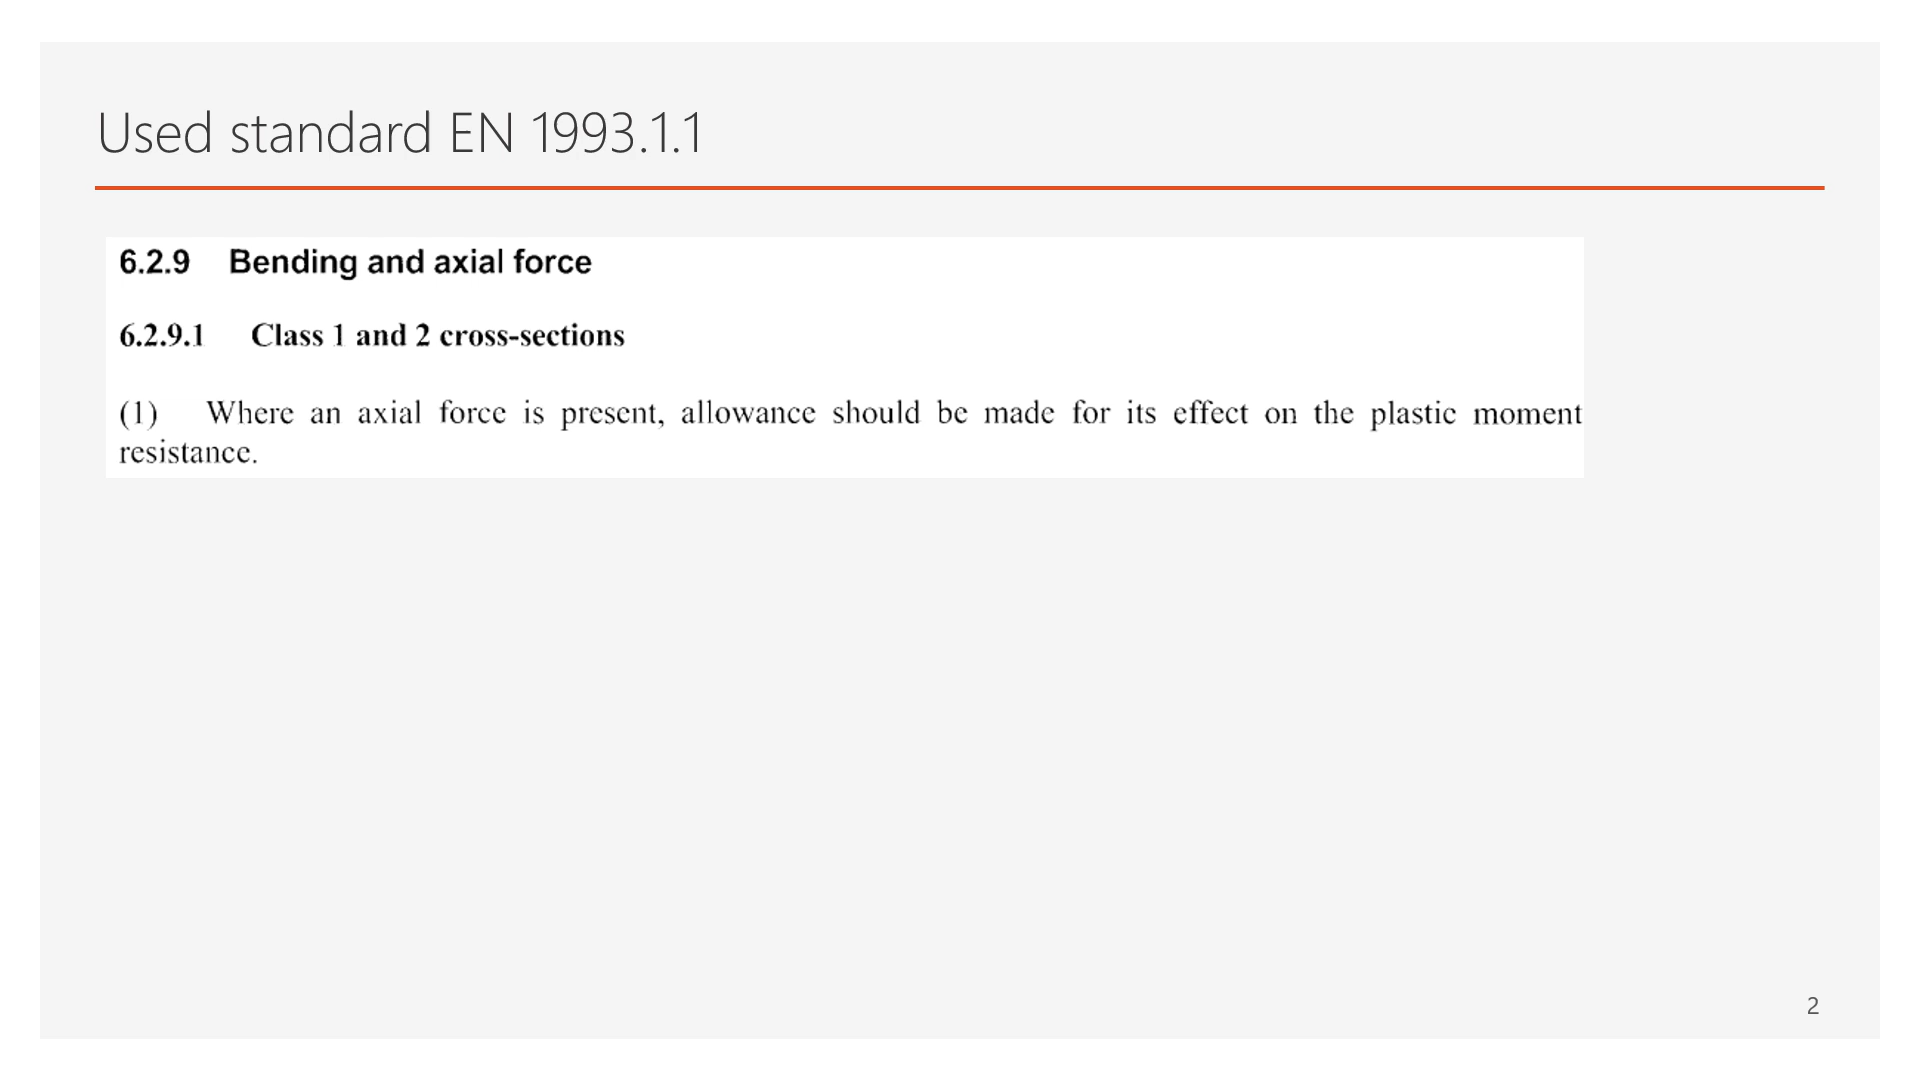 Used standard EN 1993.1.1
6.2.9 Bending and axial force
6.2.9.1 Class 1 and 2 cross-sections
(1) Where an axial force is present, allowance should be made for its effect on the plastic moment
resistance.
2